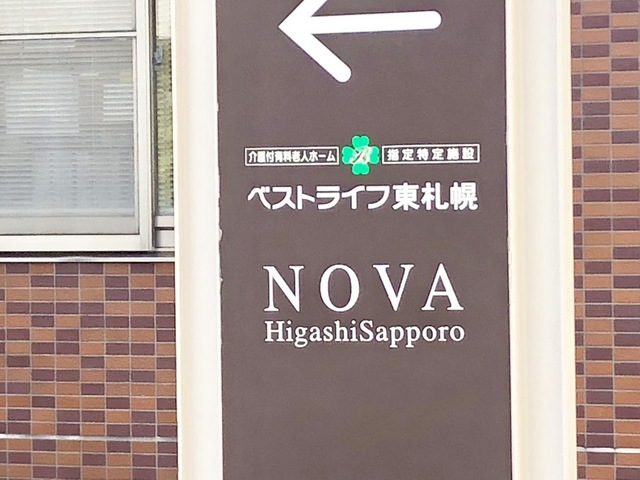 介護付有料老人ホーム 指定特定施設
ベストライフ東札幌
NOVA
HigashiSapporo